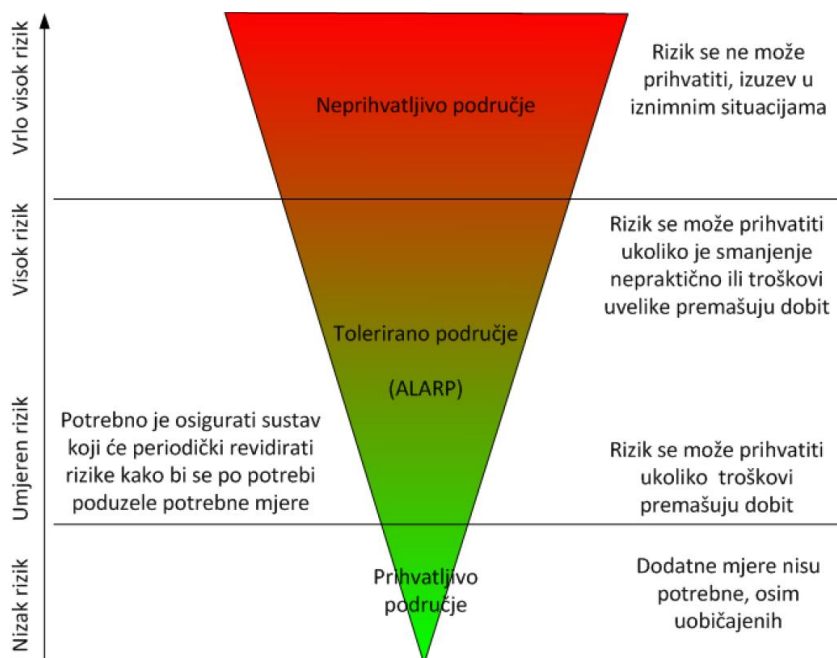 Vrlo visok rizik
Neprihvatljivo područje
Rizik se ne može
prihvatiti, izuzev u
iznimnim situacijama
Visok rizik
Rizik se može prihvatiti
ukoliko je smanjenje
nepraktično ili troškovi
uvelike premašuju dobit
Tolerirano područje
(ALARP)
Umjeren rizik
Potrebno je osigurati sustav
koji će periodički revidirati
rizike kako bi se po potrebi
poduzele potrebne mjere
Rizik se može prihvatiti
ukoliko troškovi
premašuju dobit
Nizak rizik
Prihvatljivo
područje
Dodatne mjere nisu
potrebne, osim
uobičajenih